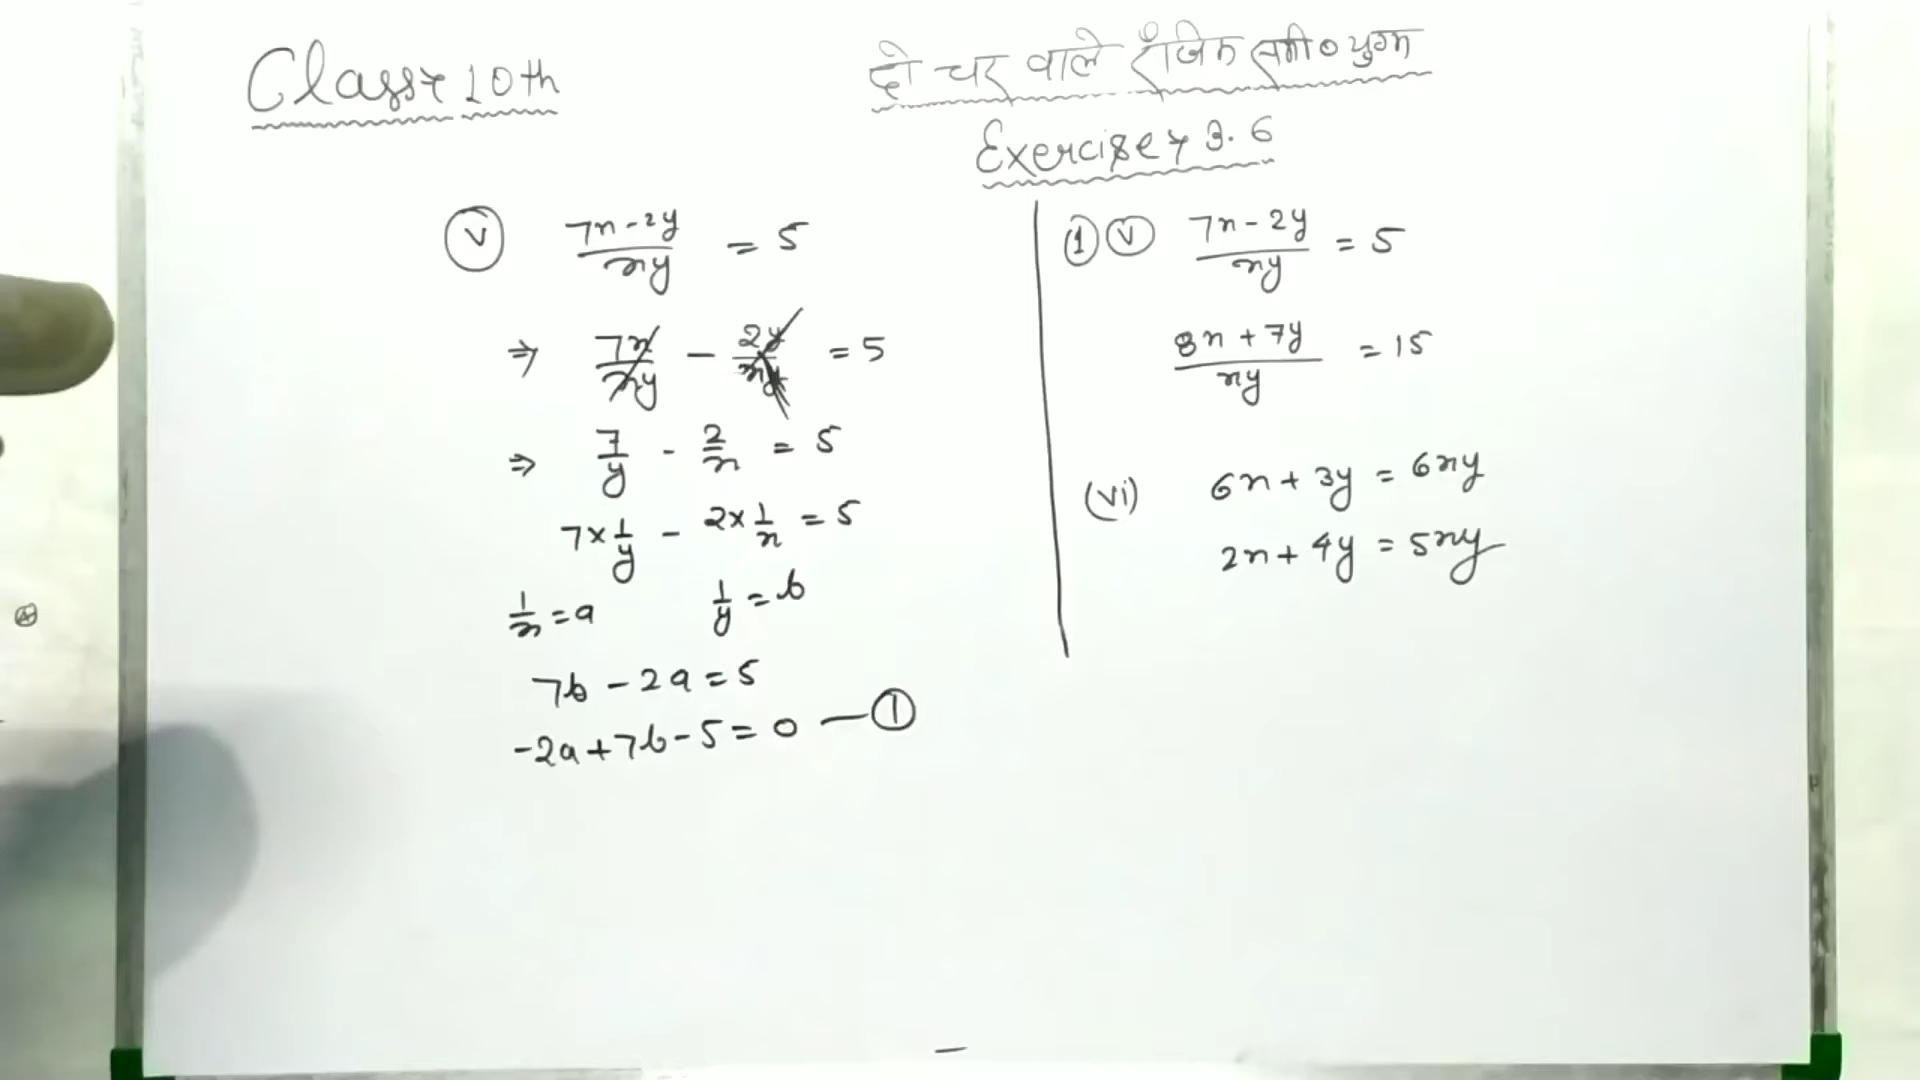 Class 10th
दो चर वाले रैखिक समी० युग्म
Exercise 3.6
(v) (7x-2y)/(xy) = 5
⇒ 7x/xy - 2y/xy = 5
⇒ 7/y - 2/x = 5
7×1/y - 2×1/x = 5
1/x = a 1/y = b
7b - 2a = 5
-2a + 7b - 5 = 0 — (1)
(1) (v) (7x-2y)/(xy) = 5
(8x+7y)/(xy) = 15
(vi) 6x + 3y = 6xy
2x + 4y = 5xy